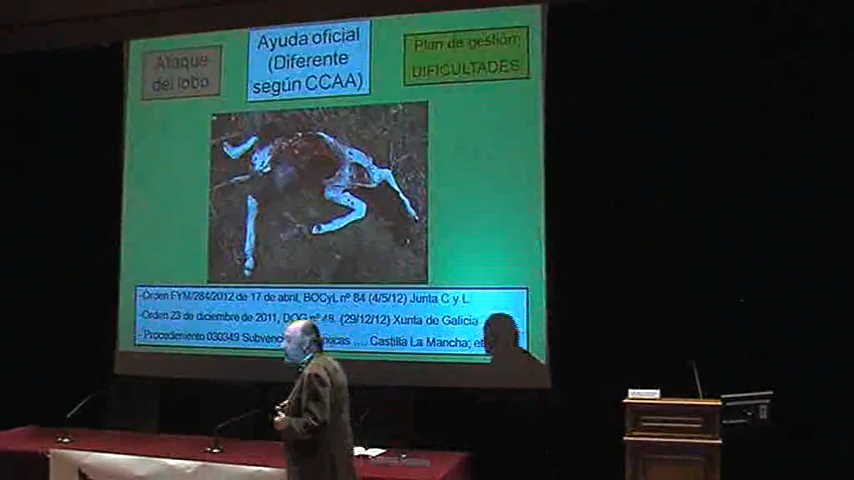 Ataque
del lobo
Ayuda oficial
(Diferente
según CCAA)
Plan de gestión:
DIFICULTADES
-Orden FYM/284/2012 de 17 de abril, BOCyL nº 84 (4/5/12) Junta C y L
-Orden 23 de diciembre de 2011, DOG nº 48, (29/12/12) Xunta de Galicia
-Procedimiento 030349 .... Castilla La Mancha; etc